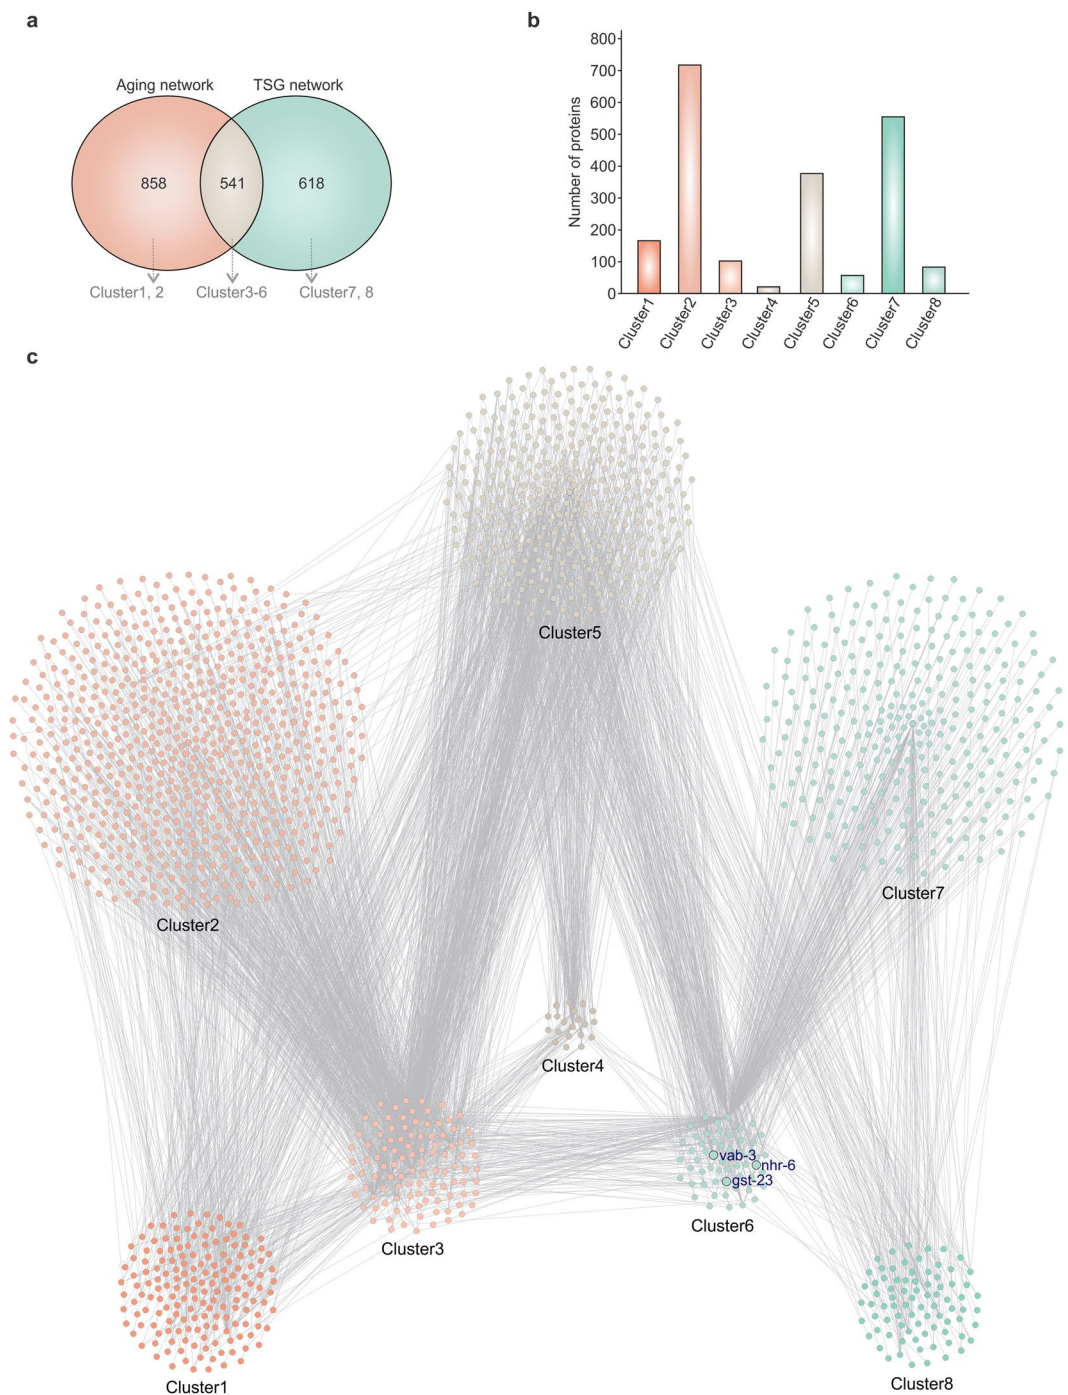 a
Aging network
TSG network
858
541
618
Cluster1, 2
Cluster3-6
Cluster7, 8
b
Number of proteins
800
700
600
500
400
300
200
100
0
Cluster1
Cluster2
Cluster3
Cluster4
Cluster5
Cluster6
Cluster7
Cluster8
c
Cluster5
Cluster2
Cluster7
Cluster4
vab-3
nhr-6
gst-23
Cluster6
Cluster3
Cluster1
Cluster8